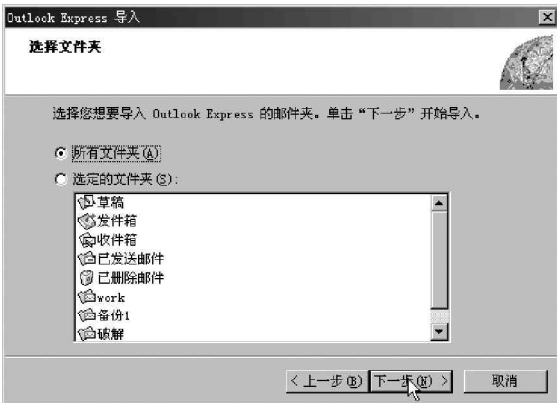 Outlook Express 导入
选择文件夹
选择您想要导入 Outlook Express 的邮件夹。单击“下一步”开始导入。
所有文件夹(A)
选定的文件夹(S):
草稿
发件箱
收件箱
已发送邮件
已删除邮件
work
备份1
破解
< 上一步(B) 下一步(N) > 取消